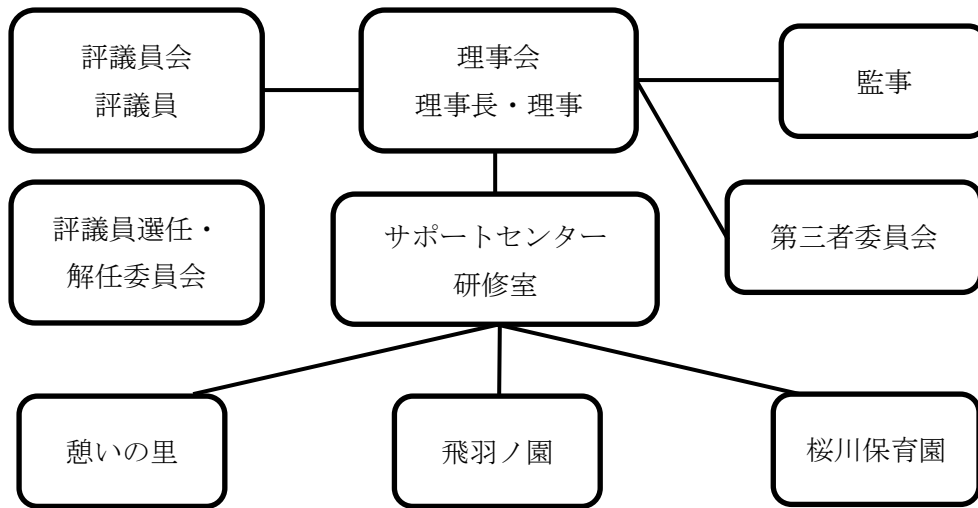 評議員会
評議員
理事会
理事長・理事
監事
評議員選任・
解任委員会
サポートセンター
研修室
第三者委員会
憩いの里
飛羽ノ園
桜川保育園